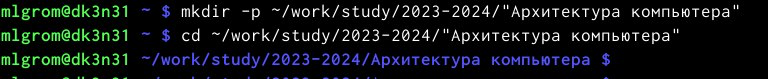 mlgrom@dk3n31 ~ $ mkdir -p ~/work/study/2023-2024/"Архитектура компьютера"
mlgrom@dk3n31 ~ $ cd ~/work/study/2023-2024/"Архитектура компьютера"
mlgrom@dk3n31 ~/work/study/2023-2024/Архитектура компьютера $